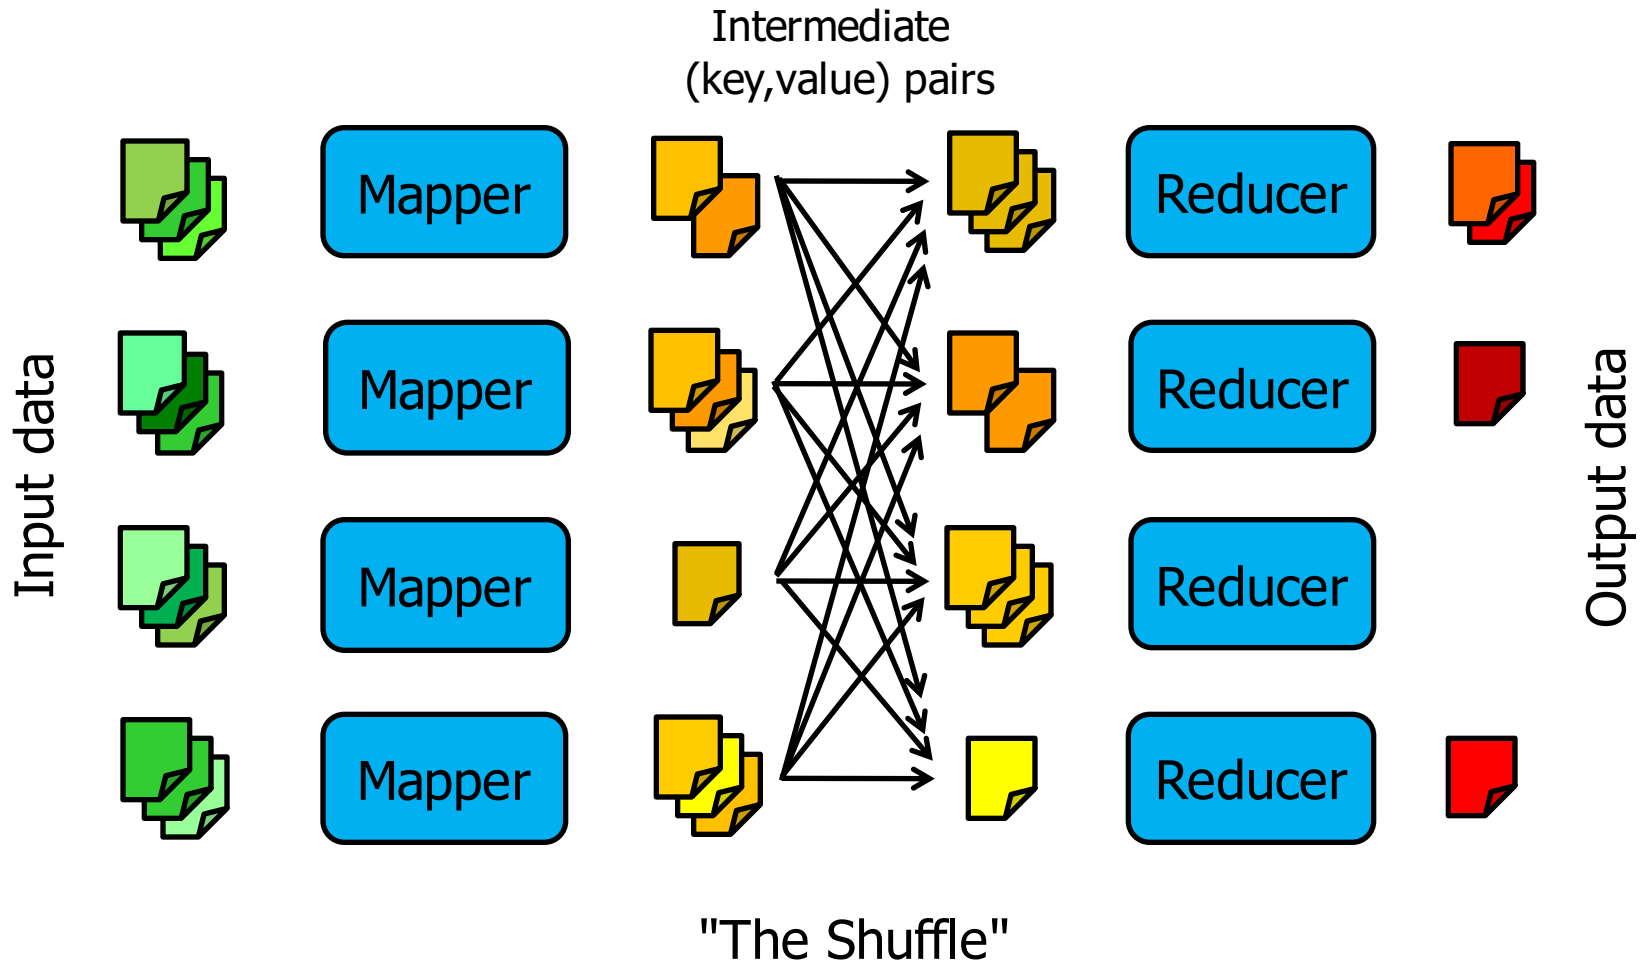 Intermediate
(key,value) pairs
Mapper
Reducer
Mapper
Reducer
Input data
Output data
Mapper
Reducer
Mapper
Reducer
"The Shuffle"